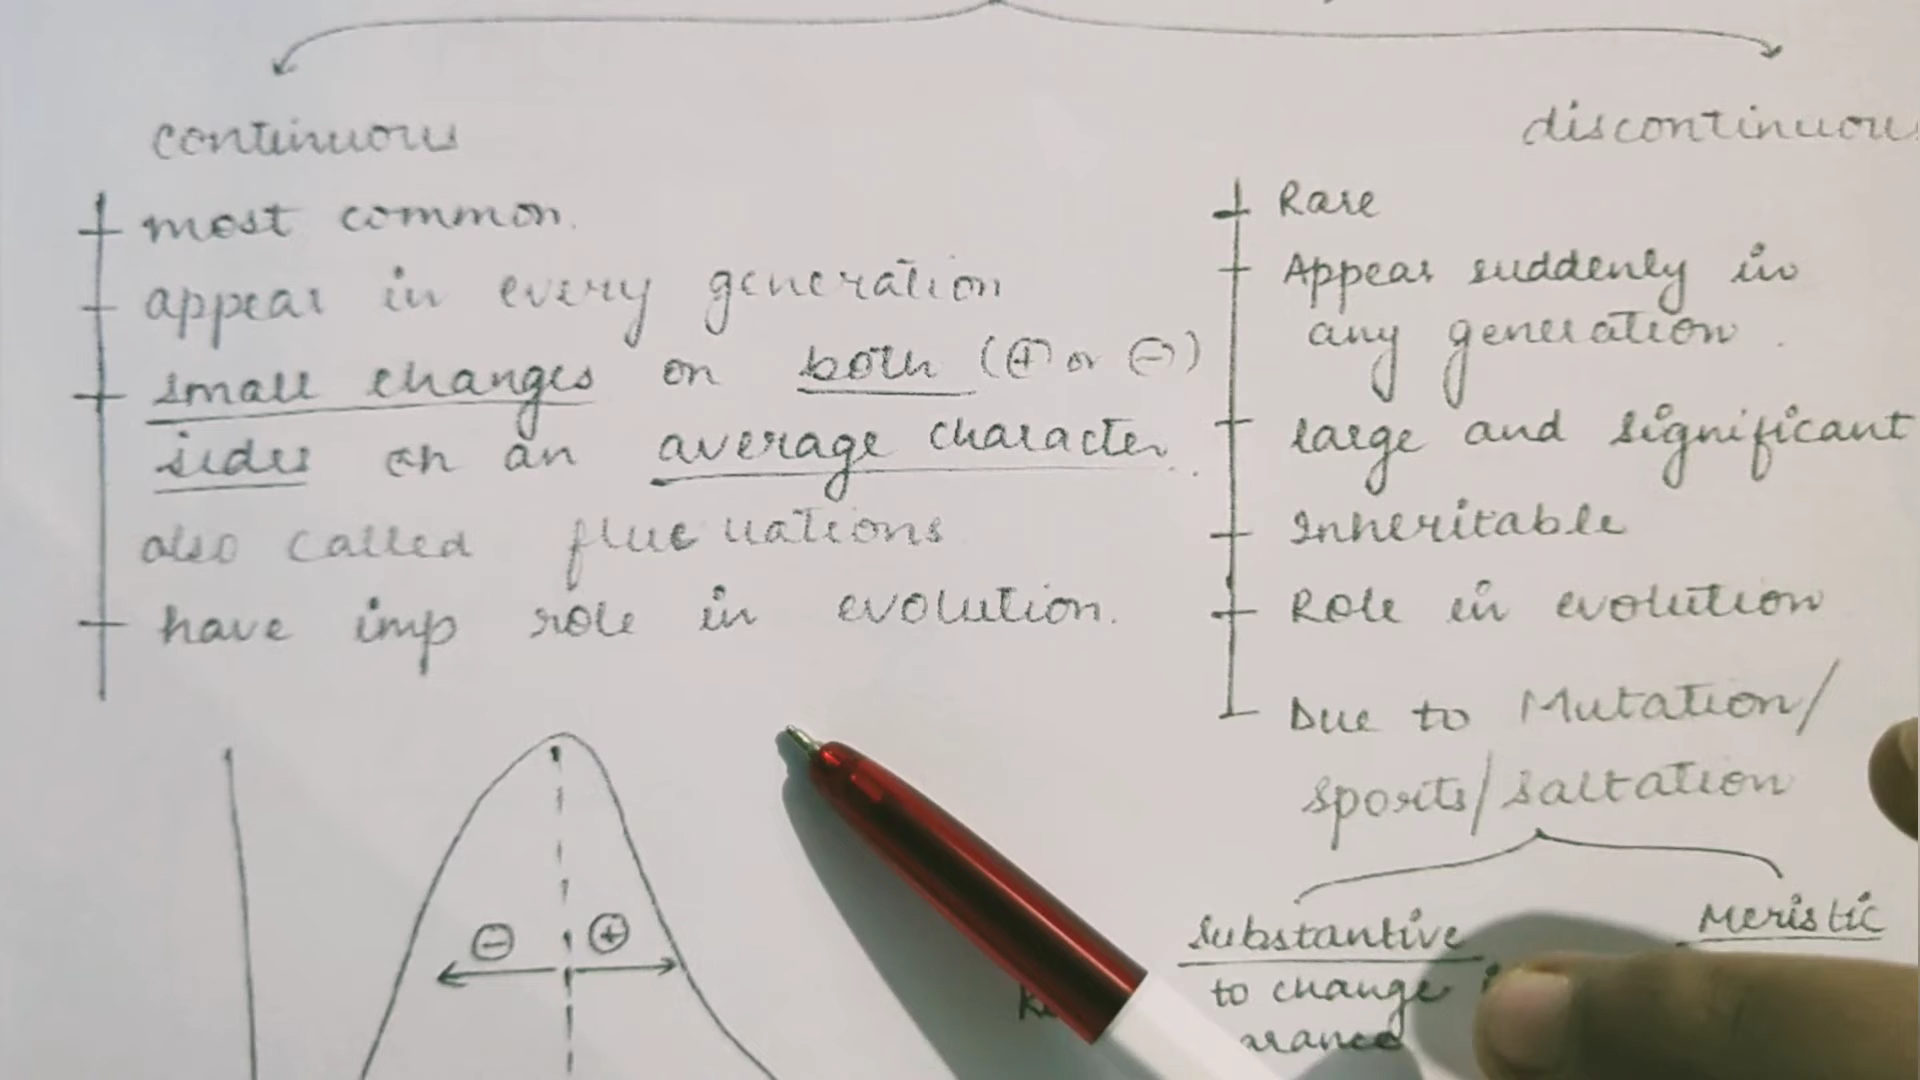 continuous
most common.
appear in every generation
small changes on both (+ or -)
sides on an average character
also called fluctuations
have imp role in evolution.
- +
discontinuous
Rare
Appear suddenly in
any generation.
large and significant
Inheritable
Role in evolution
Due to Mutation/
sports/saltation
Substantive
to change
Meristic